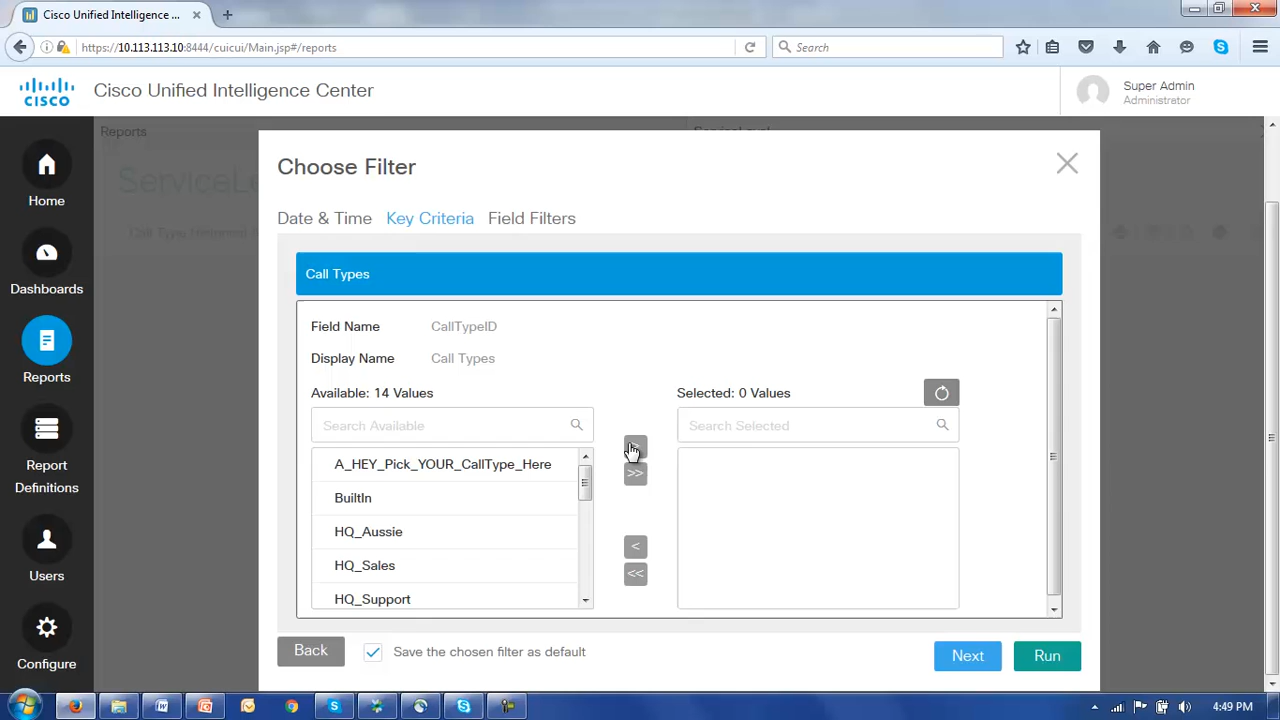 Cisco Unified Intelligence ...
https://10.113.113.10:8444/cuicui/Main.jsp#/reports
Search
CISCO
Cisco Unified Intelligence Center
Super Admin
Administrator
Reports
Home
Dashboards
Reports
Report
Definitions
Users
Configure
Choose Filter
Date & Time Key Criteria Field Filters
Call Types
Field Name CallTypeID
Display Name Call Types
Available: 14 Values
Selected: 0 Values
Search Available
Search Selected
A_HEY_Pick_YOUR_CallType_Here
BuiltIn
HQ_Aussie
HQ_Sales
HQ_Support
>>
<
<<
Back
Save the chosen filter as default
Next
Run
4:49 PM